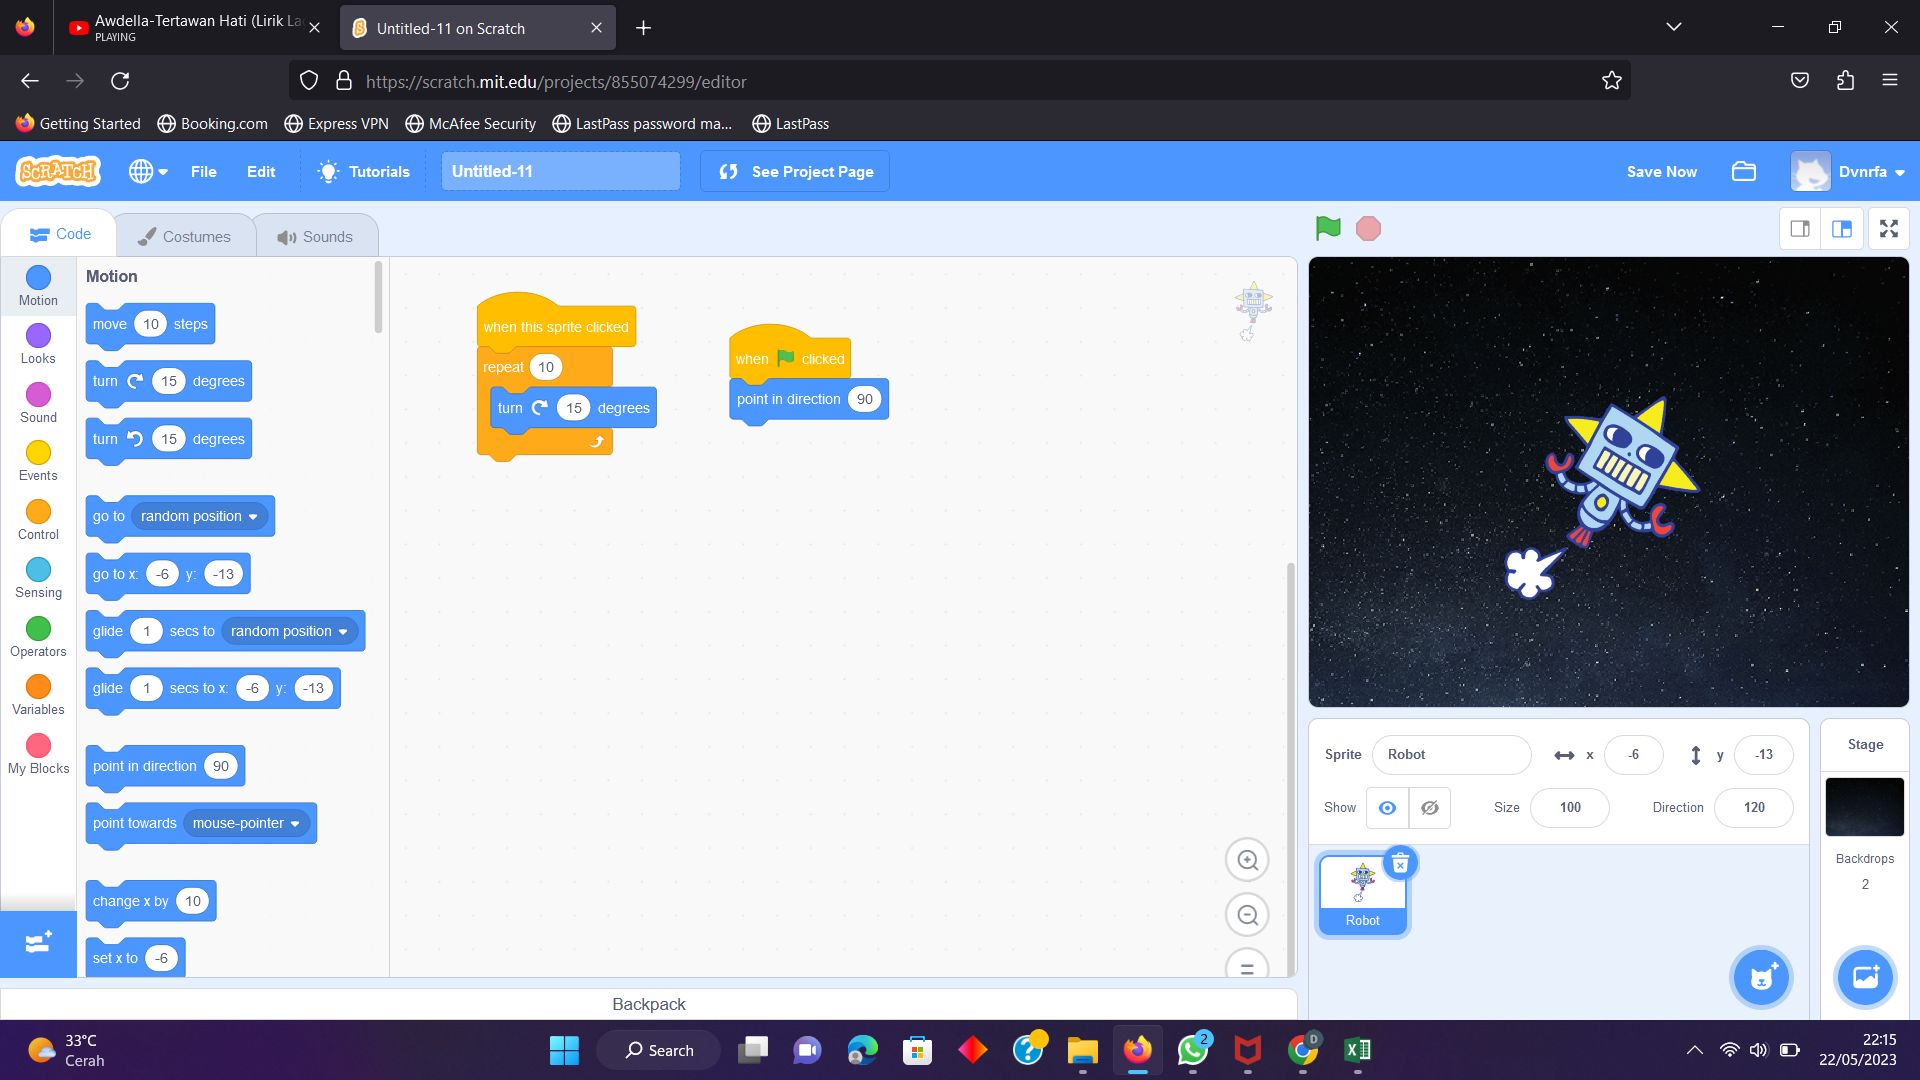 Awdella-Tertawan Hati (Lirik La
PLAYING
Untitled-11 on Scratch
https://scratch.mit.edu/projects/855074299/editor
Getting Started
Booking.com
Express VPN
McAfee Security
LastPass password ma...
LastPass
SCRATCH
File
Edit
Tutorials
Untitled-11
See Project Page
Save Now
Dvnrfa
Code
Costumes
Sounds
Motion
Looks
Sound
Events
Control
Sensing
Operators
Variables
My Blocks
Motion
move 10 steps
turn 15 degrees
turn 15 degrees
go to random position
go to x: -6 y: -13
glide 1 secs to random position
glide 1 secs to x: -6 y: -13
point in direction 90
point towards mouse-pointer
change x by 10
set x to -6
when this sprite clicked
repeat 10
turn 15 degrees
when clicked
point in direction 90
Sprite Robot x -6 y -13
Show Size 100 Direction 120
Robot
Stage
Backdrops
2
Backpack
33°C
Cerah
Search
2
D
22:15
22/05/2023